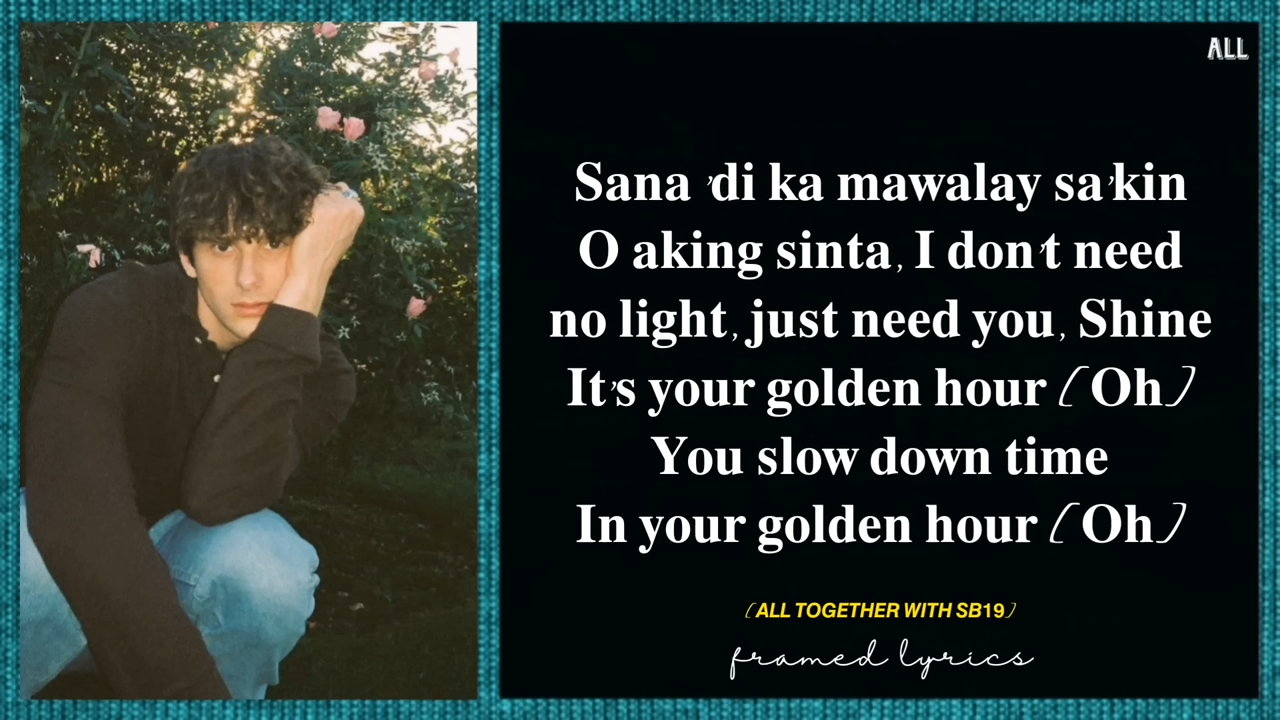 ALL
Sana 'di ka mawalay sa'kin
O aking sinta, I don't need
no light, just need you, Shine
It's your golden hour (Oh)
You slow down time
In your golden hour (Oh)
(ALL TOGETHER WITH SB19)
framed lyrics